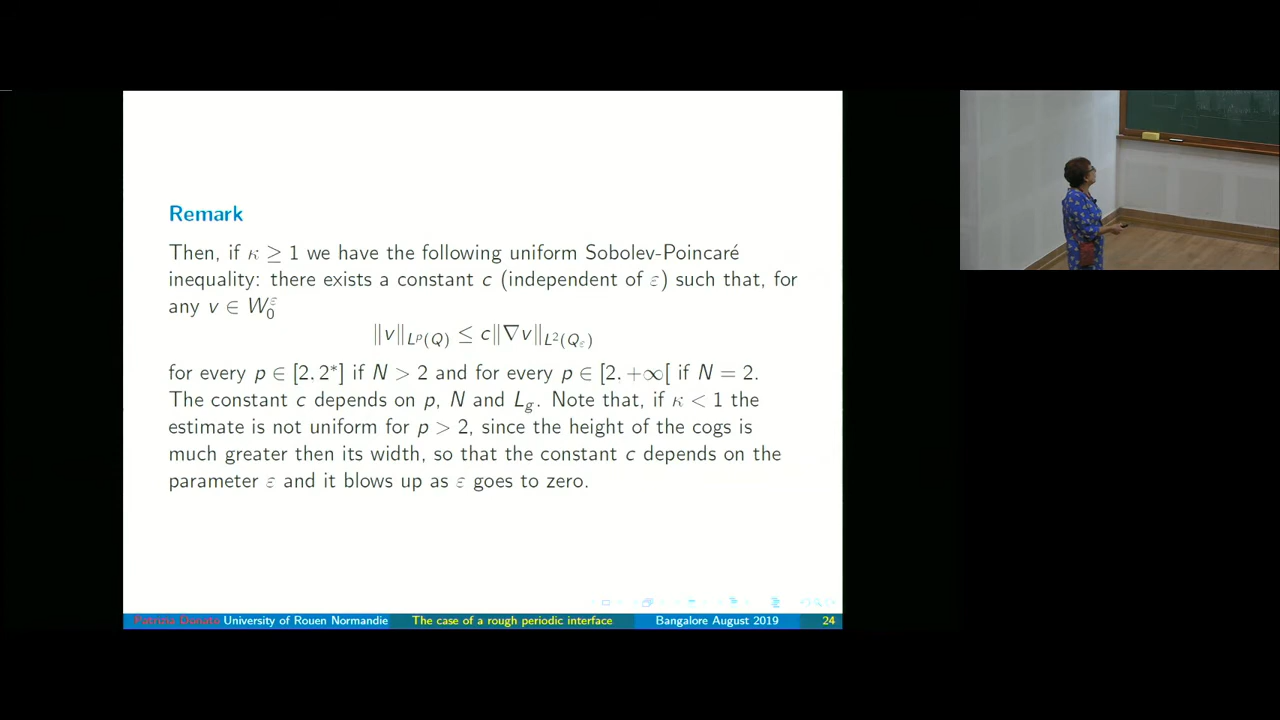 Remark
Then, if κ ≥ 1 we have the following uniform Sobolev-Poincaré
inequality: there exists a constant c (independent of ε) such that, for
any v ∈ W₀^ε
‖v‖_{L^p(Q)} ≤ c‖∇v‖_{L²(Q_ε)}
for every p ∈ [2. 2*] if N > 2 and for every p ∈ [2. +∞[ if N = 2.
The constant c depends on p, N and L_g. Note that, if κ < 1 the
estimate is not uniform for p > 2, since the height of the cogs is
much greater then its width, so that the constant c depends on the
parameter ε and it blows up as ε goes to zero.
Patrizia Donato University of Rouen Normandie The case of a rough periodic interface Bangalore August 2019 24